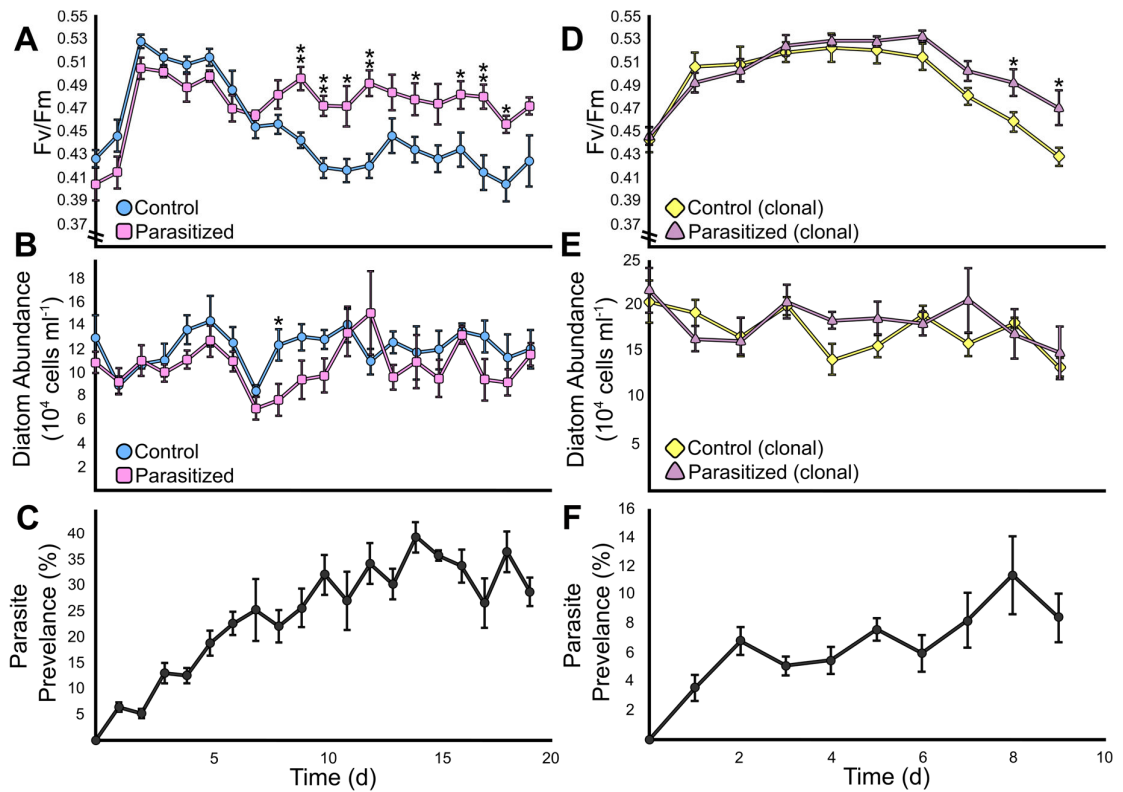 A
Fv/Fm
0.55
0.53
0.51
0.49
0.47
0.45
0.43
0.41
0.39
0.37
**
**
*
**
*
*
**
*
Control
Parasitized
D
Fv/Fm
0.55
0.53
0.51
0.49
0.47
0.45
0.43
0.41
0.39
0.37
*
*
Control (clonal)
Parasitized (clonal)
B
Diatom Abundance
(10⁴ cells ml⁻¹)
18
16
14
12
10
8
6
4
2
*
Control
Parasitized
E
Diatom Abundance
(10⁴ cells ml⁻¹)
25
20
15
10
5
Control (clonal)
Parasitized (clonal)
C
Parasite
Prevelance (%)
40
35
30
25
20
15
10
5
5
10
15
20
Time (d)
F
Parasite
Prevelance (%)
16
14
12
10
8
6
4
2
2
4
6
8
10
Time (d)